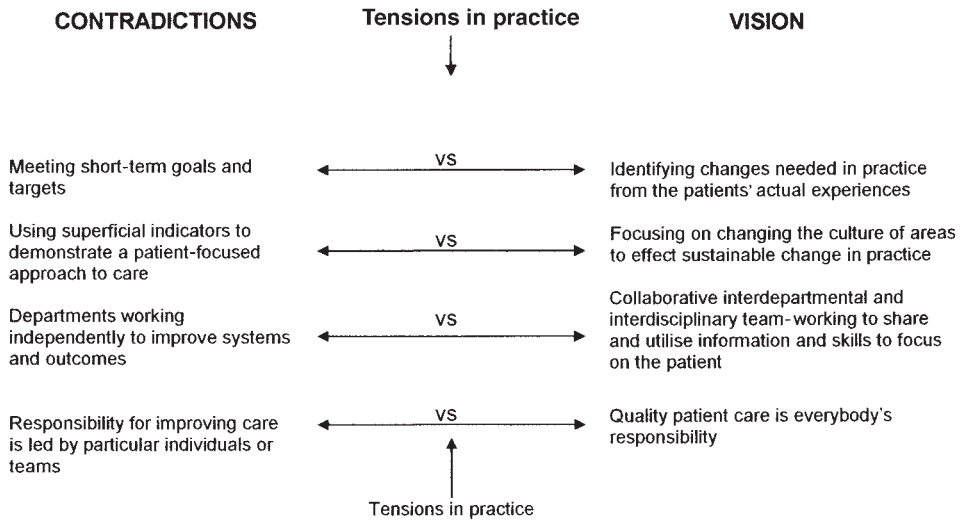 CONTRADICTIONS
Tensions in practice
VISION
Meeting short-term goals and
targets
vs
Identifying changes needed in practice
from the patients' actual experiences
Using superficial indicators to
demonstrate a patient-focused
approach to care
vs
Focusing on changing the culture of areas
to effect sustainable change in practice
Departments working
independently to improve systems
and outcomes
vs
Collaborative interdepartmental and
interdisciplinary team-working to share
and utilise information and skills to focus
on the patient
Responsibility for improving care
is led by particular individuals or
teams
vs
Quality patient care is everybody's
responsibility
Tensions in practice